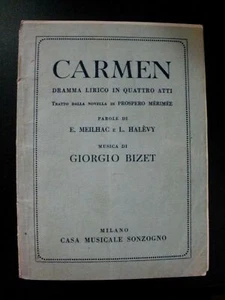 CARMEN
DRAMMA LIRICO IN QUATTRO ATTI
TRATTO DALLA NOVELLA DI PROSPERO MÉRIMÉE
PAROLE DI
E. MEILHAC E L. HALÉVY
MUSICA DI
GIORGIO BIZET
MILANO
CASA MUSICALE SONZOGNO